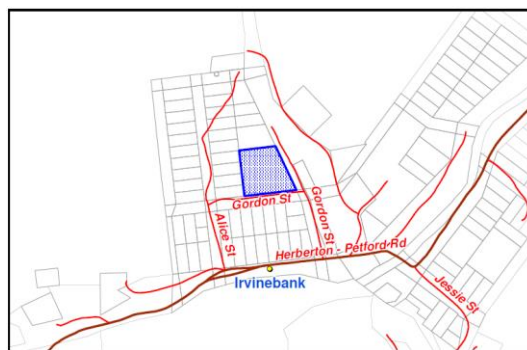 Gordon St
Gordon St
Alice St
Herberton - Petford Rd
Irvinebank
Jessie St